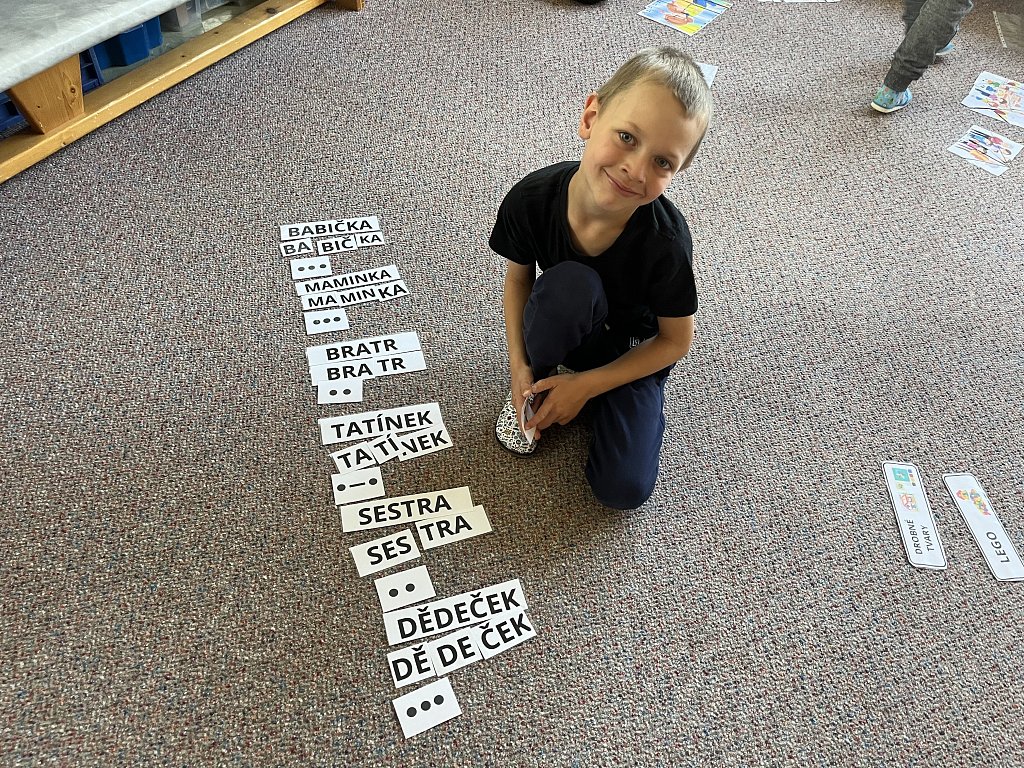 BABIČKA
BA BIČ KA
•••
MAMINKA
MA MIN KA
•••
BRATR
BRA TR
••
TATÍNEK
TA TÍ NEK
•–•
SESTRA
SES TRA
••
DĚDEČEK
DĚ DE ČEK
•••
DROBNÉ
TVARY
LEGO